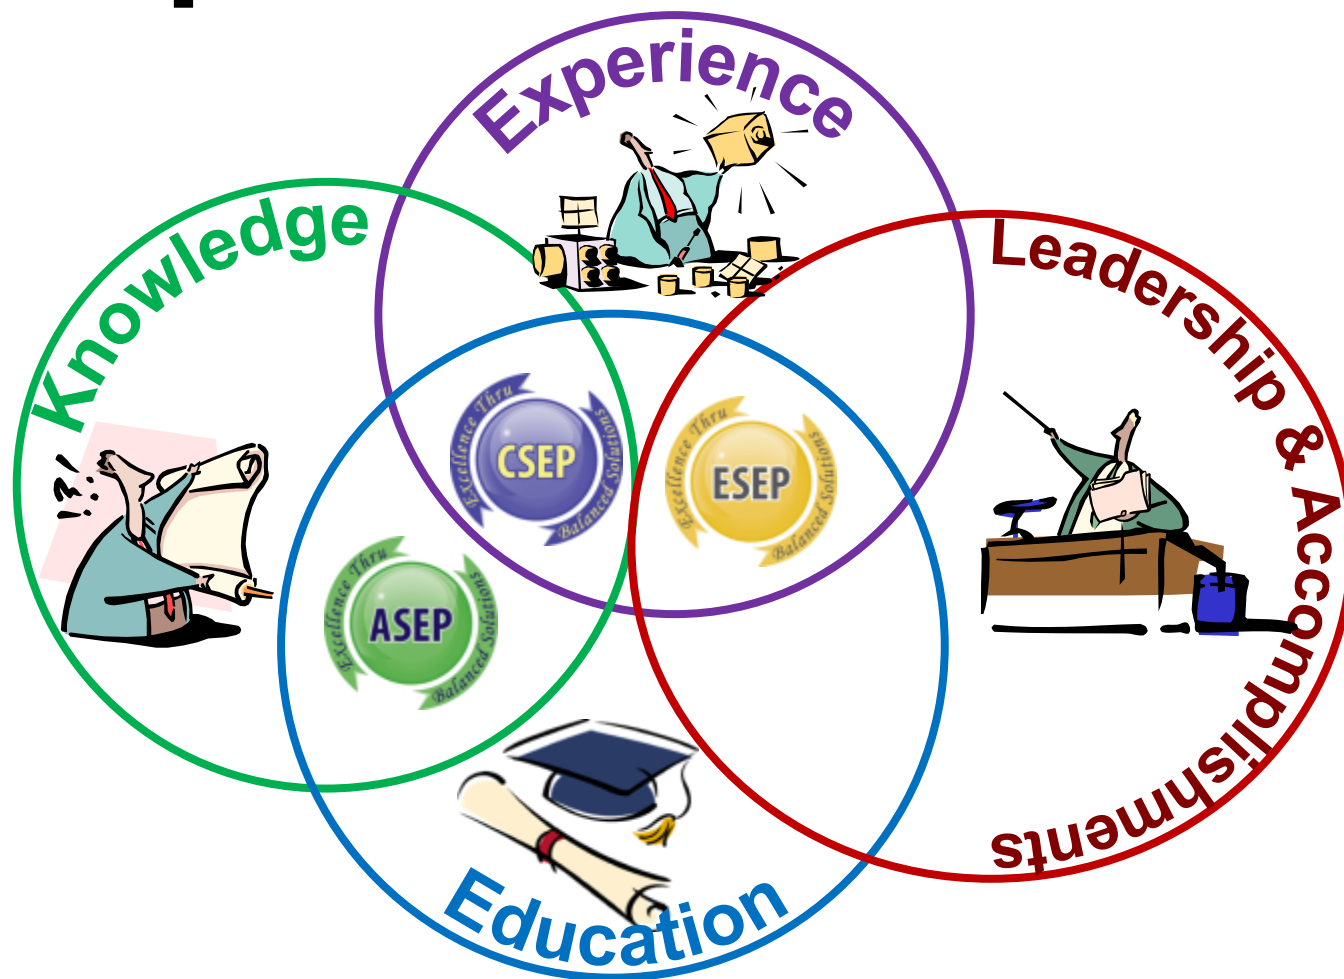 Experience
Knowledge
Leadership & Accomplishments
Excellence Thru
CSEP
Balanced Solutions
Excellence Thru
ESEP
Balanced Solutions
Excellence Thru
ASEP
Balanced Solutions
Education